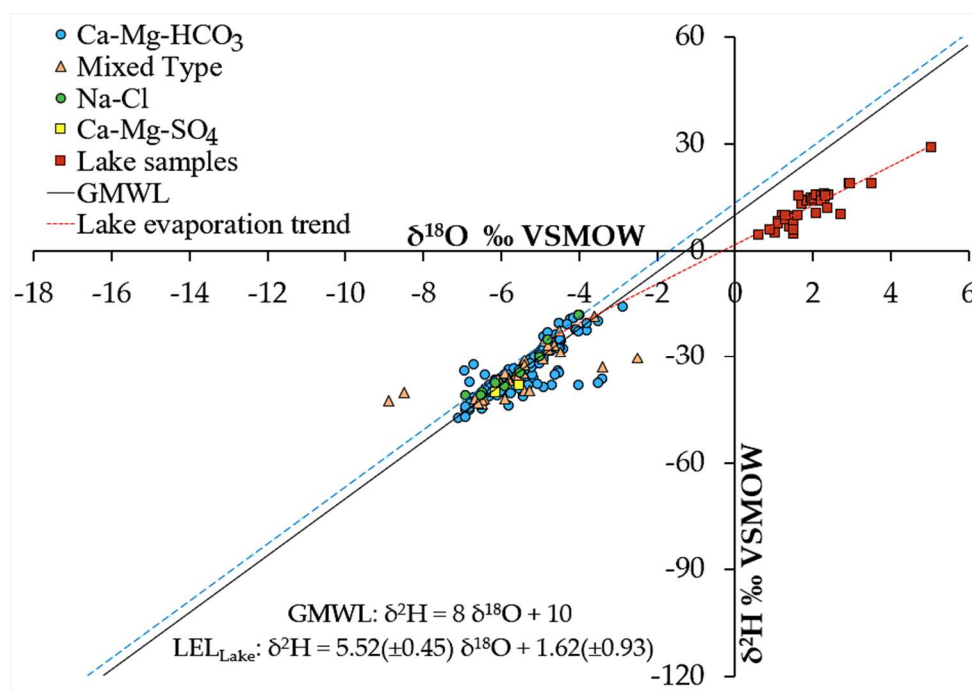 Ca-Mg-HCO₃
Mixed Type
Na-Cl
Ca-Mg-SO₄
Lake samples
GMWL
Lake evaporation trend
60
30
δ¹⁸O ‰ VSMOW
0
-18 -16 -14 -12 -10 -8 -6 -4 -2 0 2 4 6
-30
-60
-90
-120
δ²H ‰ VSMOW
GMWL: δ²H = 8 δ¹⁸O + 10
LEL_Lake: δ²H = 5.52(±0.45) δ¹⁸O + 1.62(±0.93)